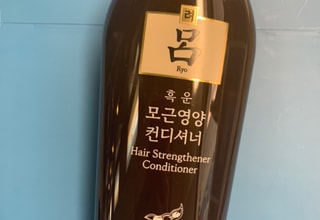 려
呂
Ryo
흑 운
모근영양
컨디셔너
Hair Strengthener
Conditioner